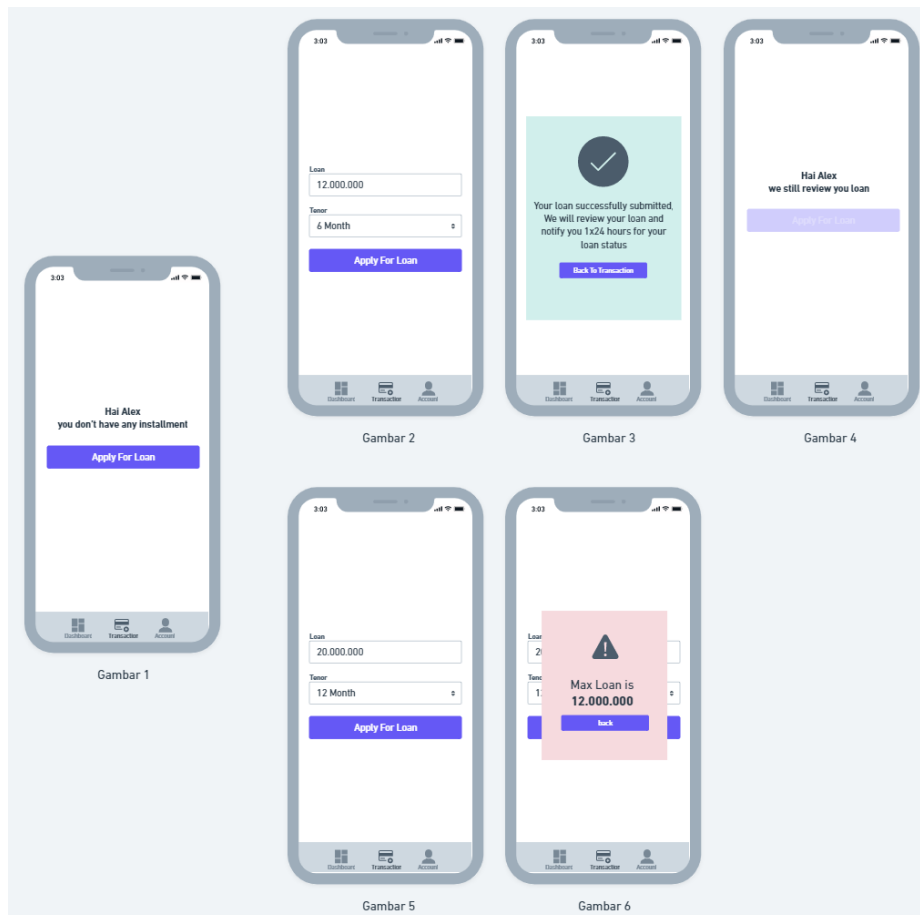 3:03
Hai Alex
you don't have any installment
Apply For Loan
Dashboard Transaction Account
Gambar 1
3:03
Loan
12.000.000
Tenor
6 Month
Apply For Loan
Dashboard Transaction Account
Gambar 2
3:03
Your loan successfully submitted,
We will review your loan and
notify you 1x24 hours for your
loan status
Back To Transaction
Dashboard Transaction Account
Gambar 3
3:03
Hai Alex
we still review you loan
Apply For Loan
Dashboard Transaction Account
Gambar 4
3:03
Loan
20.000.000
Tenor
12 Month
Apply For Loan
Dashboard Transaction Account
Gambar 5
3:03
Loan
Max Loan is
12.000.000
back
Dashboard Transaction Account
Gambar 6